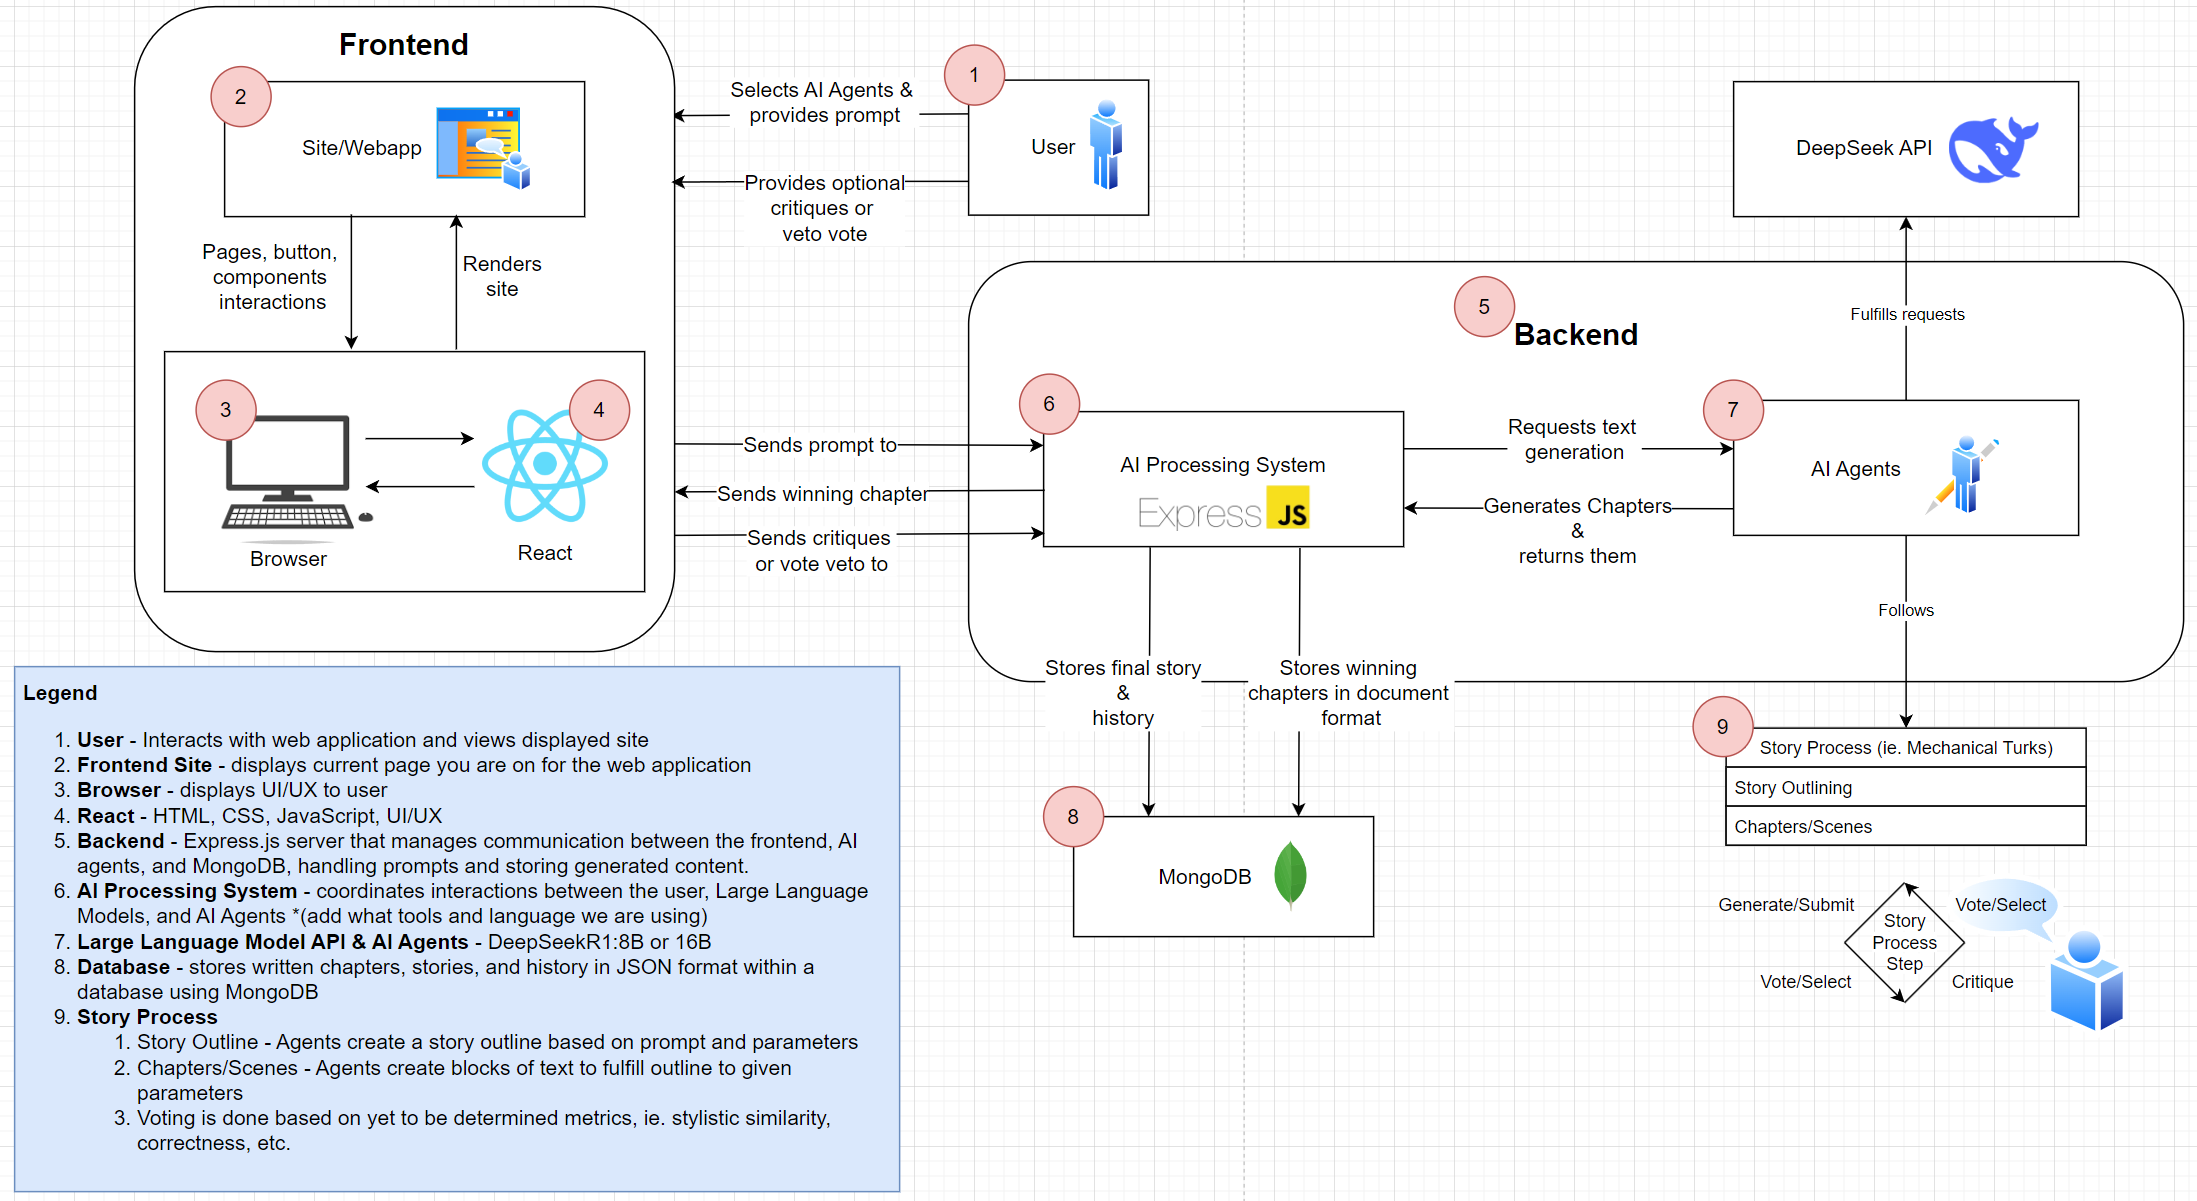 Frontend
2
Site/Webapp
Pages, button,
components
interactions
Renders
site
3
4
Browser
React
1
User
Selects AI Agents &
provides prompt
Provides optional
critiques or
veto vote
Sends prompt to
Sends winning chapter
Sends critiques
or vote veto to
DeepSeek API
Fulfills requests
5
Backend
6
AI Processing System
Express JS
Requests text
generation
Generates Chapters
&
returns them
7
AI Agents
Follows
Stores final story
&
history
Stores winning
chapters in document
format
8
MongoDB
9
Story Process (ie. Mechanical Turks)
Story Outlining
Chapters/Scenes
Generate/Submit
Vote/Select
Story
Process
Step
Vote/Select
Critique
Legend
1. User - Interacts with web application and views displayed site
2. Frontend Site - displays current page you are on for the web application
3. Browser - displays UI/UX to user
4. React - HTML, CSS, JavaScript, UI/UX
5. Backend - Express.js server that manages communication between the frontend, AI
agents, and MongoDB, handling prompts and storing generated content.
6. AI Processing System - coordinates interactions between the user, Large Language
Models, and AI Agents *(add what tools and language we are using)
7. Large Language Model API & AI Agents - DeepSeekR1:8B or 16B
8. Database - stores written chapters, stories, and history in JSON format within a
database using MongoDB
9. Story Process
1. Story Outline - Agents create a story outline based on prompt and parameters
2. Chapters/Scenes - Agents create blocks of text to fulfill outline to given
parameters
3. Voting is done based on yet to be determined metrics, ie. stylistic similarity,
correctness, etc.